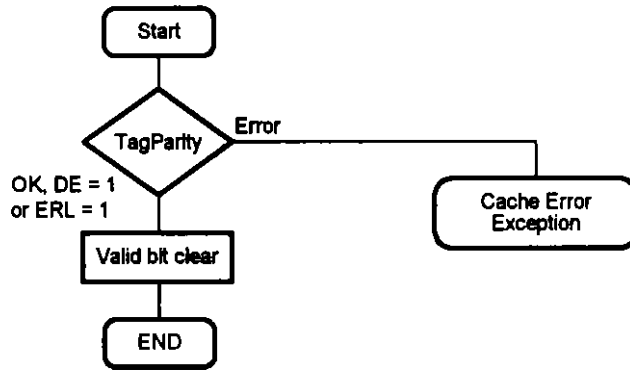 Start
TagParity
Error
OK, DE = 1
or ERL = 1
Cache Error
Exception
Valid bit clear
END